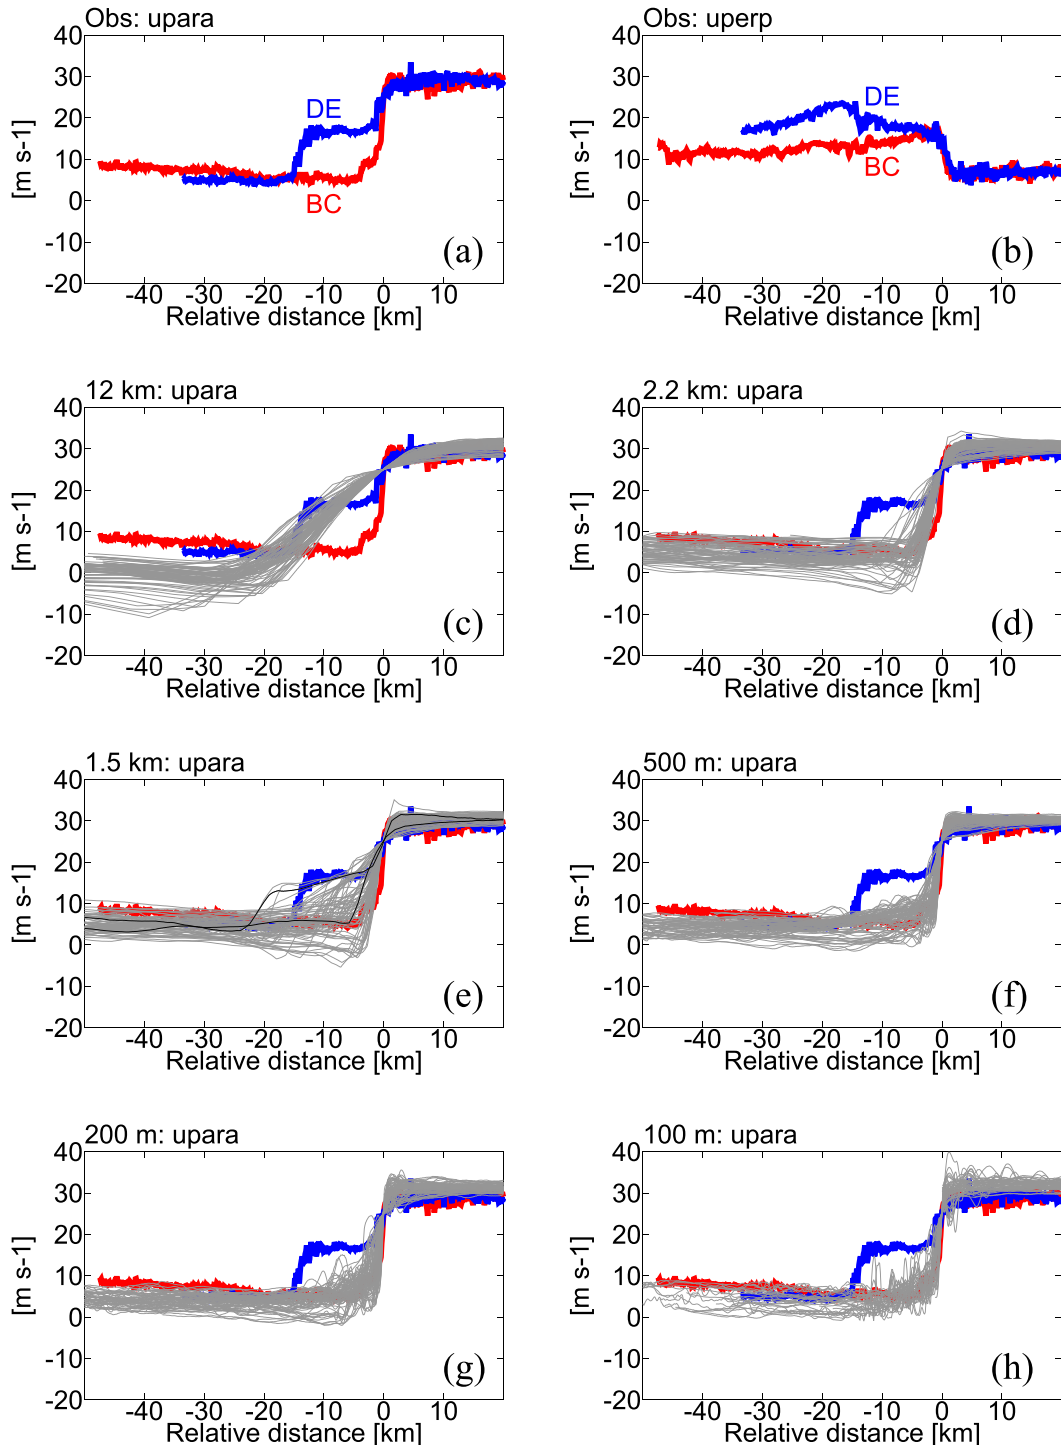 Obs: upara
Obs: uperp
40
30
20
10
0
-10
-20
[m s-1]
DE
BC
(a)
-40 -30 -20 -10 0 10
Relative distance [km]
40
30
20
10
0
-10
-20
[m s-1]
DE
BC
(b)
-40 -30 -20 -10 0 10
Relative distance [km]
12 km: upara
40
30
20
10
0
-10
-20
[m s-1]
(c)
-40 -30 -20 -10 0 10
Relative distance [km]
2.2 km: upara
40
30
20
10
0
-10
-20
[m s-1]
(d)
-40 -30 -20 -10 0 10
Relative distance [km]
1.5 km: upara
40
30
20
10
0
-10
-20
[m s-1]
(e)
-40 -30 -20 -10 0 10
Relative distance [km]
500 m: upara
40
30
20
10
0
-10
-20
[m s-1]
(f)
-40 -30 -20 -10 0 10
Relative distance [km]
200 m: upara
40
30
20
10
0
-10
-20
[m s-1]
(g)
-40 -30 -20 -10 0 10
Relative distance [km]
100 m: upara
40
30
20
10
0
-10
-20
[m s-1]
(h)
-40 -30 -20 -10 0 10
Relative distance [km]